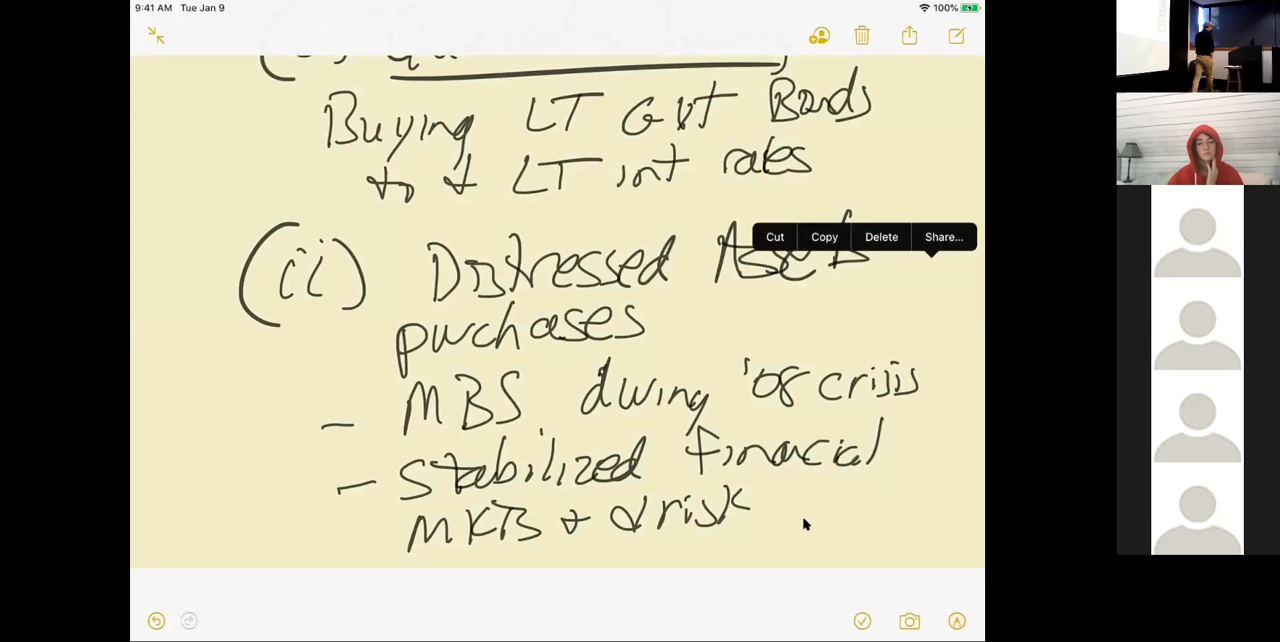 9:41 AM Tue Jan 9 100%
Buying LT Gvt Bonds
to ↓ LT int rates
Cut Copy Delete Share...
(ii) Distressed Assets
purchases
- MBS during '08 crisis
- stabilized financial
MKTs + ↓ risk